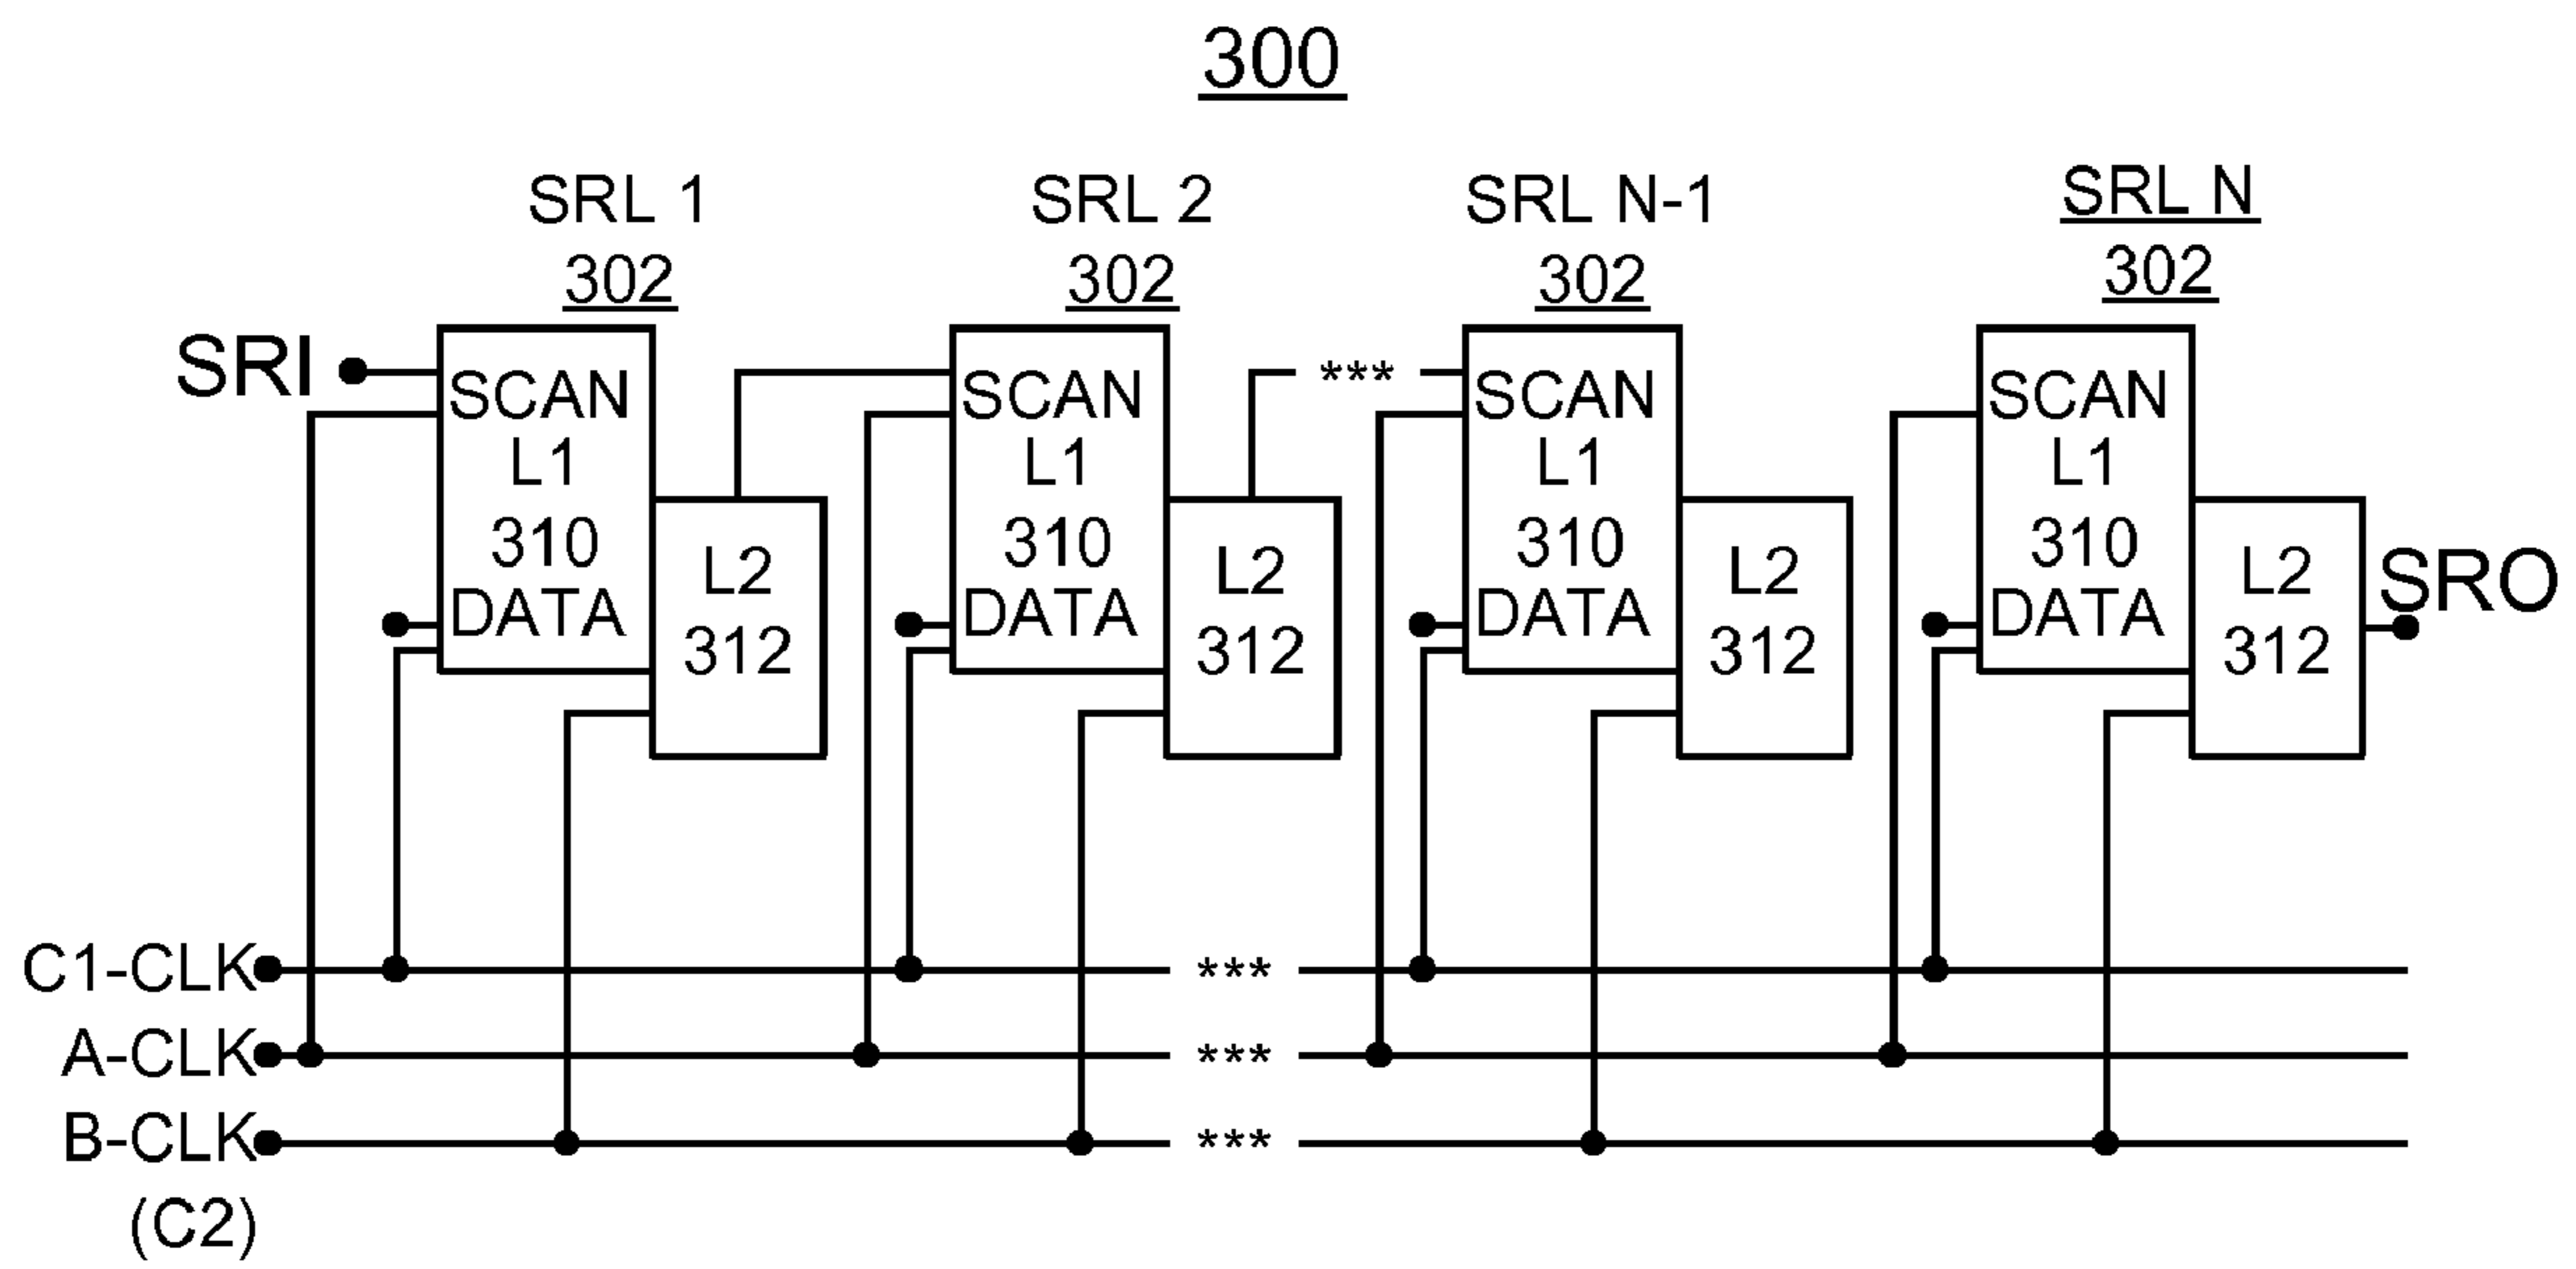 300
SRL 1
302
SRL 2
302
SRL N-1
302
SRL N
302
SRI
SCAN
L1
310
DATA
L2
312
SCAN
L1
310
DATA
L2
312
***
SCAN
L1
310
DATA
L2
312
SCAN
L1
310
DATA
L2
312
SRO
C1-CLK
***
A-CLK
***
B-CLK
***
(C2)